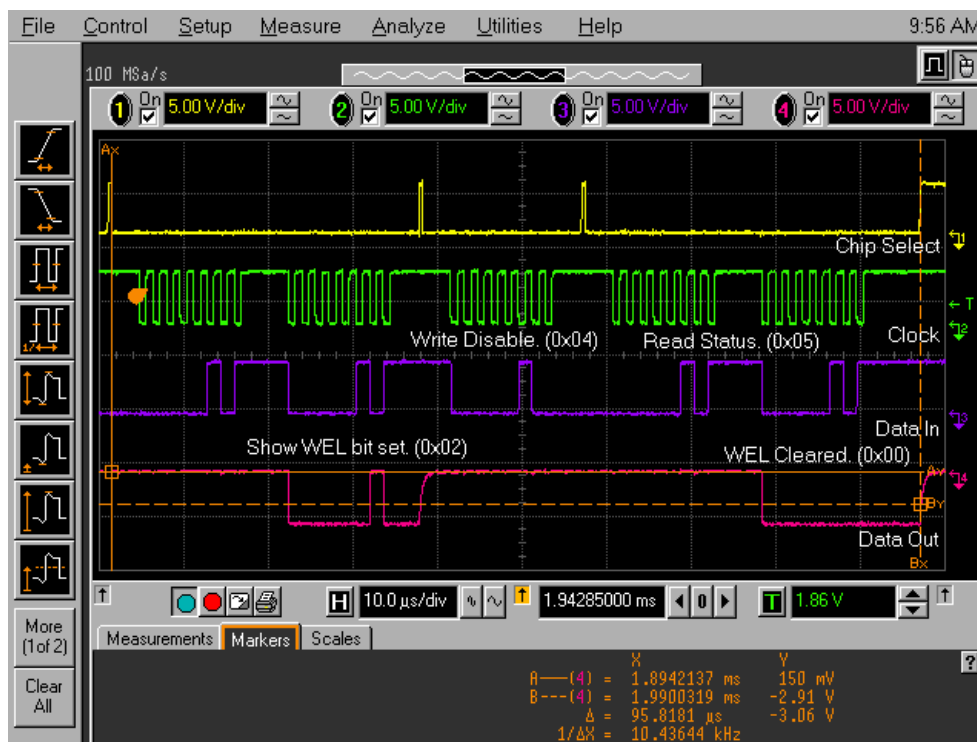 File Control Setup Measure Analyze Utilities Help 9:56 AM
100 MSa/s
1 On 5.00 V/div 2 On 5.00 V/div 3 On 5.00 V/div 4 On 5.00 V/div
Ax
1
Chip Select
T
2
Write Disable. (0x04) Read Status. (0x05) Clock
3
Data In
Show WEL bit set. (0x02) WEL Cleared. (0x00)
Ay 4
By
Data Out
Bx
H 10.0 µs/div 1.94285000 ms 0 T 1.86 V
More
(1of 2)
Clear
All
Measurements Markers Scales
?
X Y
A——(4) = 1.8942137 ms 150 mV
B---(4) = 1.9900319 ms -2.91 V
Δ = 95.8181 µs -3.06 V
1/ΔX = 10.43644 kHz